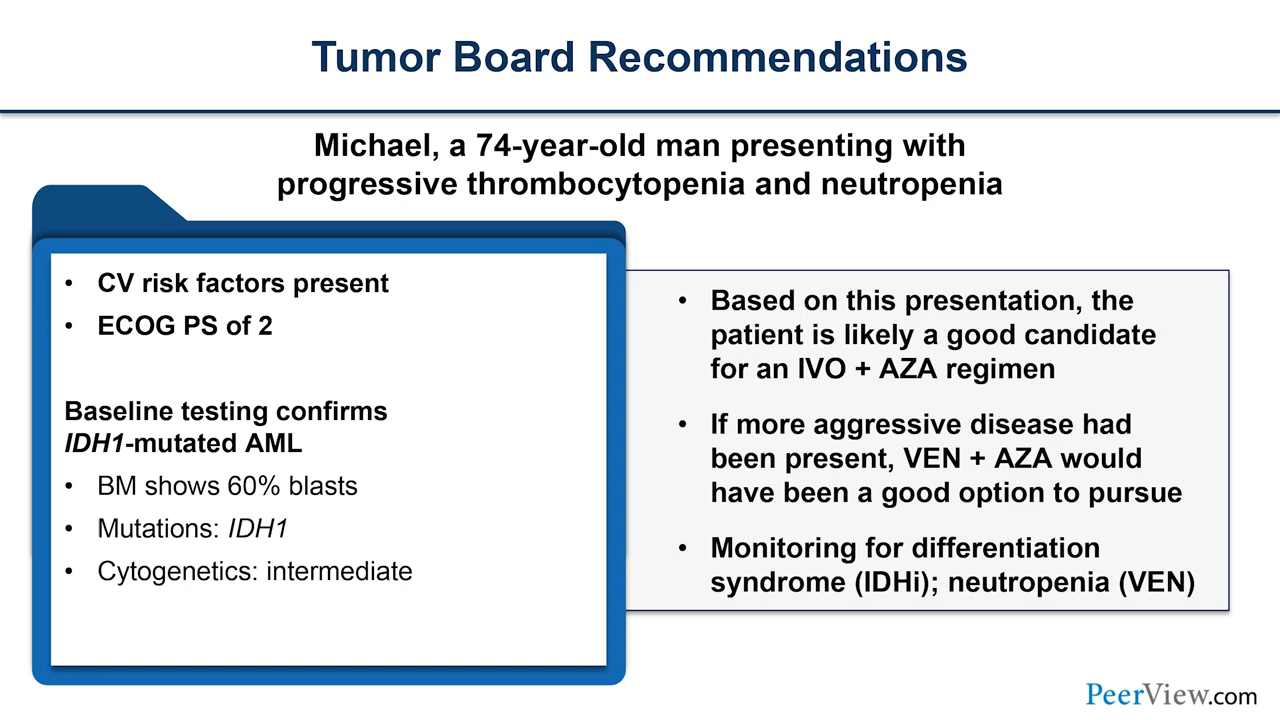 Tumor Board Recommendations
Michael, a 74-year-old man presenting with
progressive thrombocytopenia and neutropenia
• CV risk factors present
• ECOG PS of 2
Baseline testing confirms
IDH1-mutated AML
• BM shows 60% blasts
• Mutations: IDH1
• Cytogenetics: intermediate
• Based on this presentation, the
patient is likely a good candidate
for an IVO + AZA regimen
• If more aggressive disease had
been present, VEN + AZA would
have been a good option to pursue
• Monitoring for differentiation
syndrome (IDHi); neutropenia (VEN)
PeerView.com